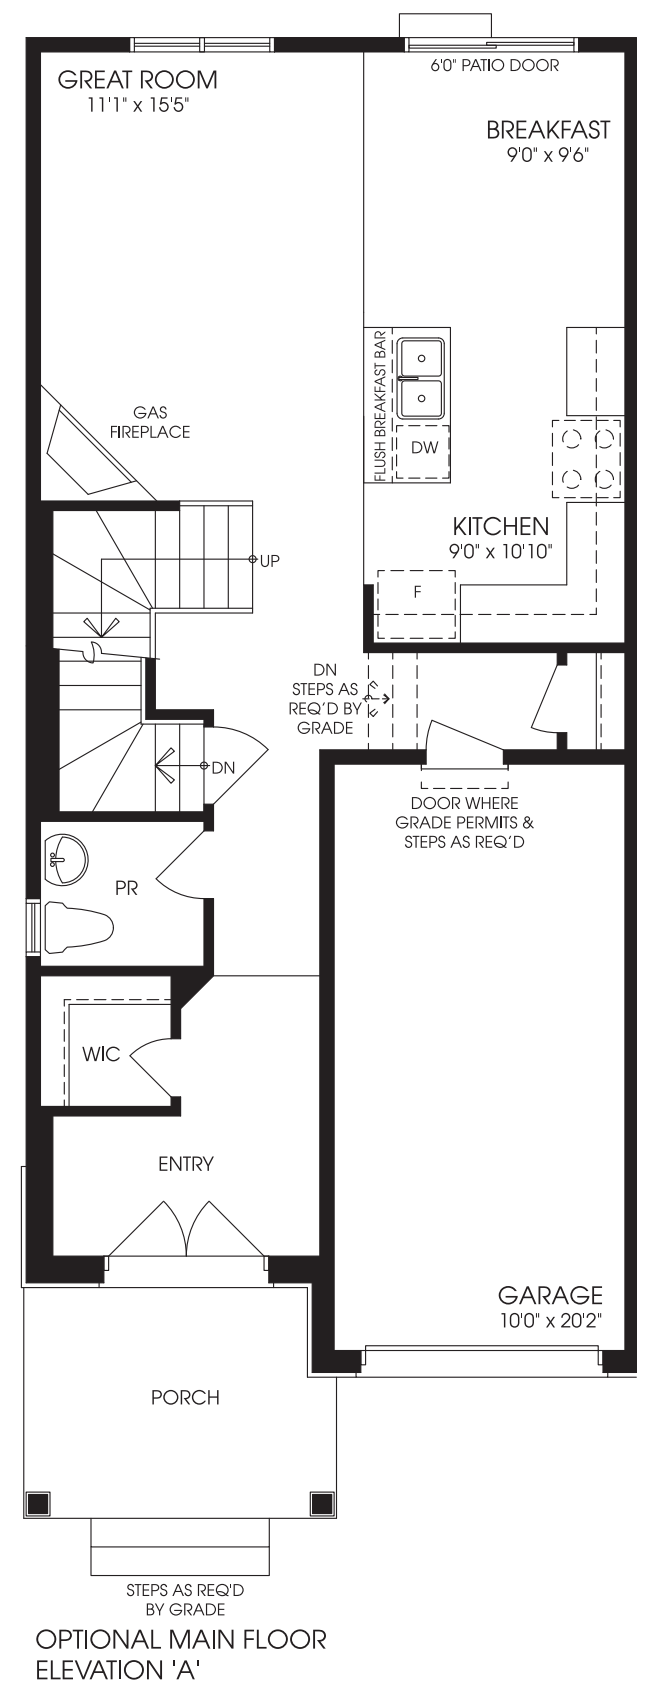 6'0" PATIO DOOR
GREAT ROOM
11'1" x 15'5"
BREAKFAST
9'0" x 9'6"
FLUSH BREAKFAST BAR
GAS
FIREPLACE
DW
KITCHEN
9'0" x 10'10"
UP
F
DN
STEPS AS
REQ'D BY
GRADE
DN
DOOR WHERE
GRADE PERMITS &
STEPS AS REQ'D
PR
WIC
ENTRY
GARAGE
10'0" x 20'2"
PORCH
STEPS AS REQ'D
BY GRADE
OPTIONAL MAIN FLOOR
ELEVATION 'A'